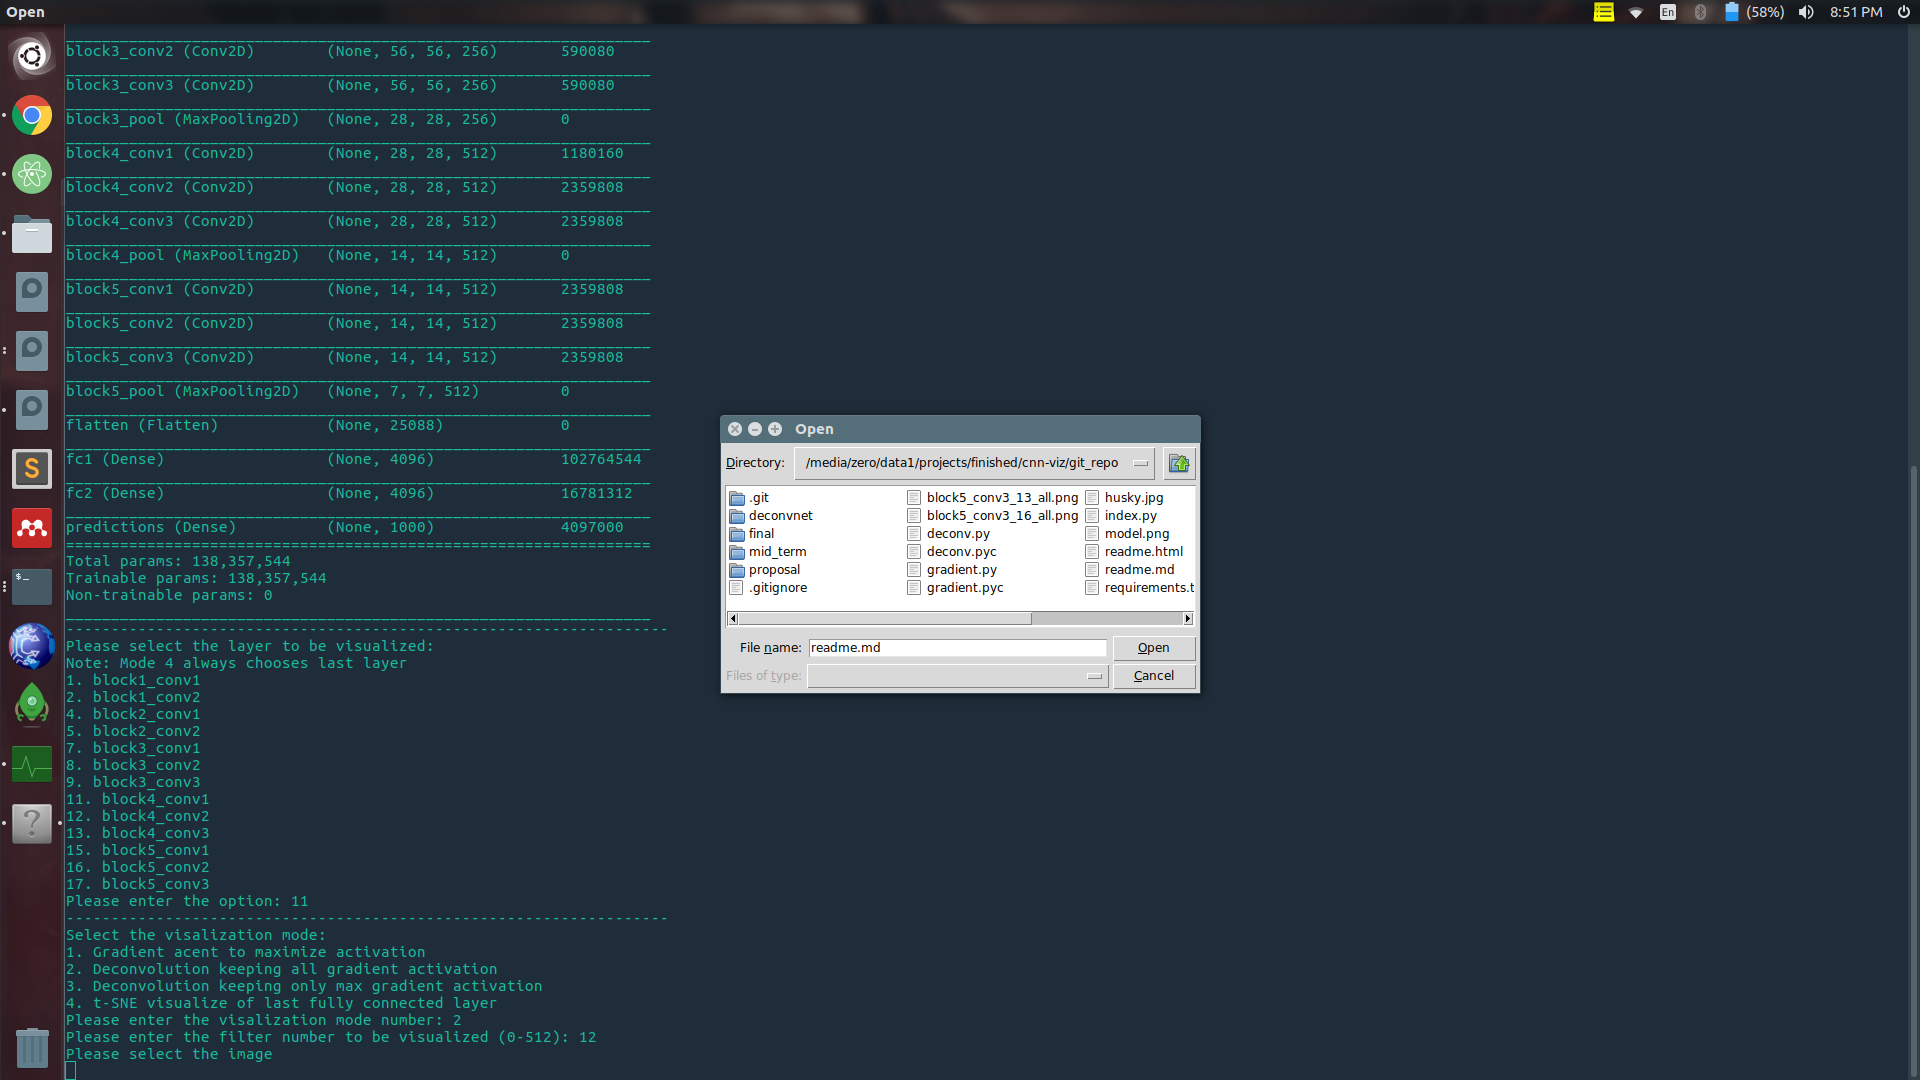 Open
En
(58%)
8:51 PM
block3_conv2 (Conv2D) (None, 56, 56, 256) 590080
block3_conv3 (Conv2D) (None, 56, 56, 256) 590080
block3_pool (MaxPooling2D) (None, 28, 28, 256) 0
block4_conv1 (Conv2D) (None, 28, 28, 512) 1180160
block4_conv2 (Conv2D) (None, 28, 28, 512) 2359808
block4_conv3 (Conv2D) (None, 28, 28, 512) 2359808
block4_pool (MaxPooling2D) (None, 14, 14, 512) 0
block5_conv1 (Conv2D) (None, 14, 14, 512) 2359808
block5_conv2 (Conv2D) (None, 14, 14, 512) 2359808
block5_conv3 (Conv2D) (None, 14, 14, 512) 2359808
block5_pool (MaxPooling2D) (None, 7, 7, 512) 0
flatten (Flatten) (None, 25088) 0
fc1 (Dense) (None, 4096) 102764544
fc2 (Dense) (None, 4096) 16781312
predictions (Dense) (None, 1000) 4097000
Total params: 138,357,544
Trainable params: 138,357,544
Non-trainable params: 0
Please select the layer to be visualized:
Note: Mode 4 always chooses last layer
1. block1_conv1
2. block1_conv2
4. block2_conv1
5. block2_conv2
7. block3_conv1
8. block3_conv2
9. block3_conv3
11. block4_conv1
12. block4_conv2
13. block4_conv3
15. block5_conv1
16. block5_conv2
17. block5_conv3
Please enter the option: 11
Select the visalization mode:
1. Gradient acent to maximize activation
2. Deconvolution keeping all gradient activation
3. Deconvolution keeping only max gradient activation
4. t-SNE visualize of last fully connected layer
Please enter the visalization mode number: 2
Please enter the filter number to be visualized (0-512): 12
Please select the image
Open
Directory: /media/zero/data1/projects/finished/cnn-viz/git_repo
.git
deconvnet
final
mid_term
proposal
.gitignore
block5_conv3_13_all.png
block5_conv3_16_all.png
deconv.py
deconv.pyc
gradient.py
gradient.pyc
husky.jpg
index.py
model.png
readme.html
readme.md
requirements.t
File name: readme.md
Open
Files of type:
Cancel
S
$_
?